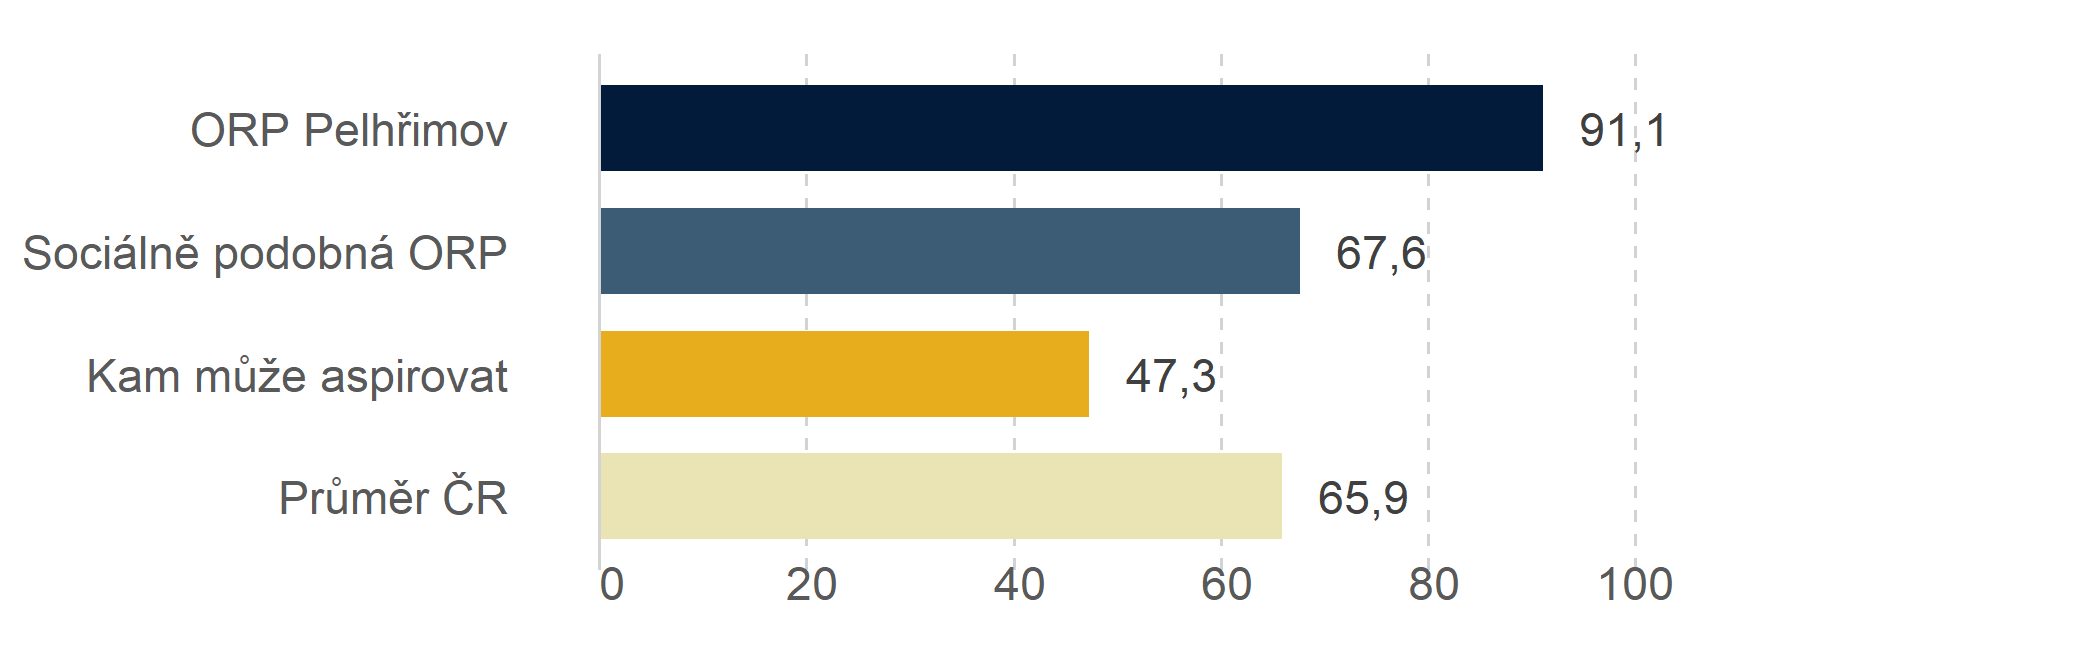 ORP Pelhřimov 91,1
Sociálně podobná ORP 67,6
Kam může aspirovat 47,3
Průměr ČR 65,9
0 20 40 60 80 100